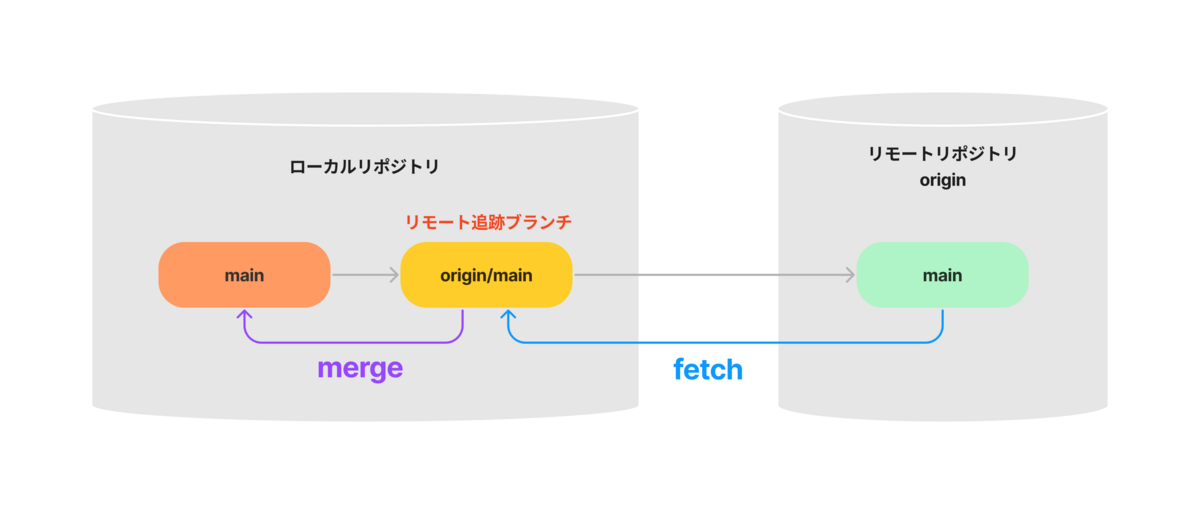 ローカルリポジトリ
リモートリポジトリ
origin
リモート追跡ブランチ
main
origin/main
main
merge
fetch